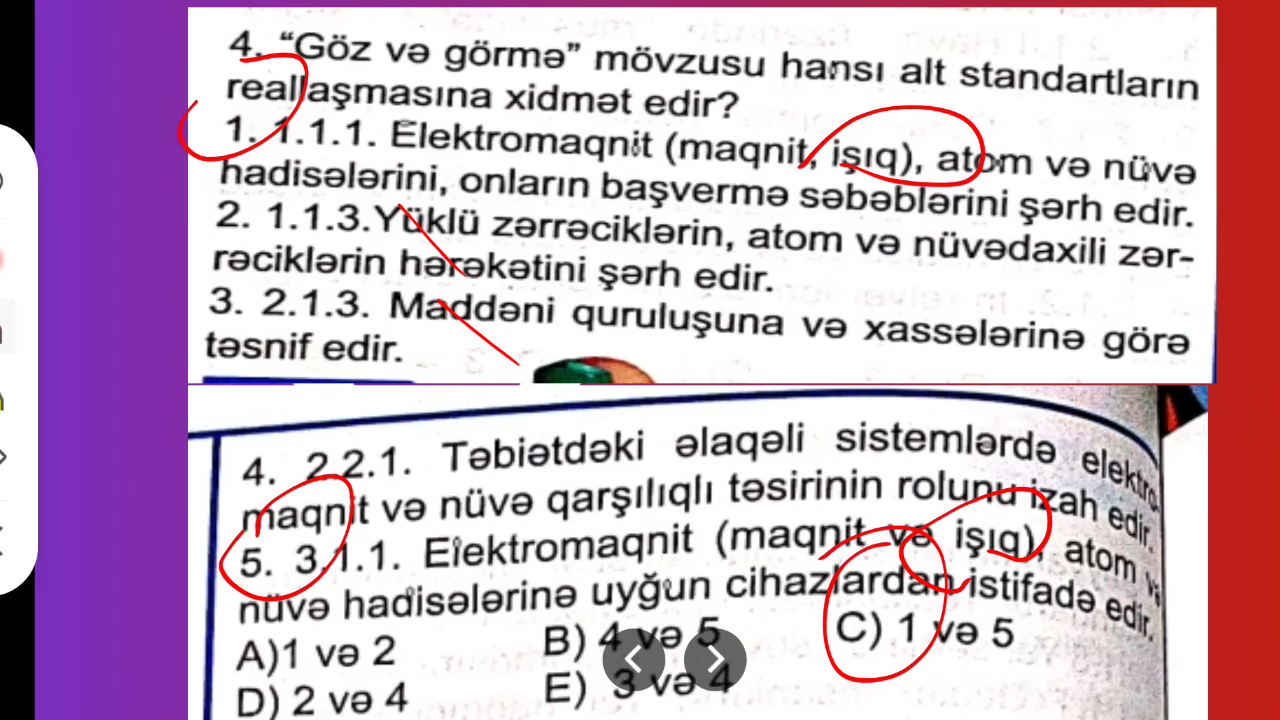 4. “Göz və görmə” mövzusu hansı alt standartların
reallaşmasına xidmət edir?
1. 1.1.1. Elektromaqnit (maqnit, işıq), atom və nüvə
hadisələrini, onların başvermə səbəblərini şərh edir.
2. 1.1.3.Yüklü zərrəciklərin, atom və nüvədaxili zər-
rəciklərin hərəkətini şərh edir.
3. 2.1.3. Maddəni quruluşuna və xassələrinə görə
təsnif edir.
4. 2.2.1. Təbiətdəki əlaqəli sistemlərdə elektro-
maqnit və nüvə qarşılıqlı təsirinin rolunu izah edir.
5. 3.1.1. Elektromaqnit (maqnit və işıq), atom və
nüvə hadisələrinə uyğun cihazlardan istifadə edir.
A)1 və 2 B) 4 və 5 C) 1 və 5
D) 2 və 4 E) 3 və 4